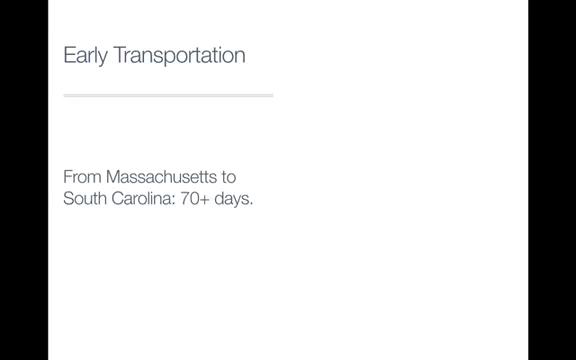 Early Transportation
From Massachusetts to
South Carolina: 70+ days.